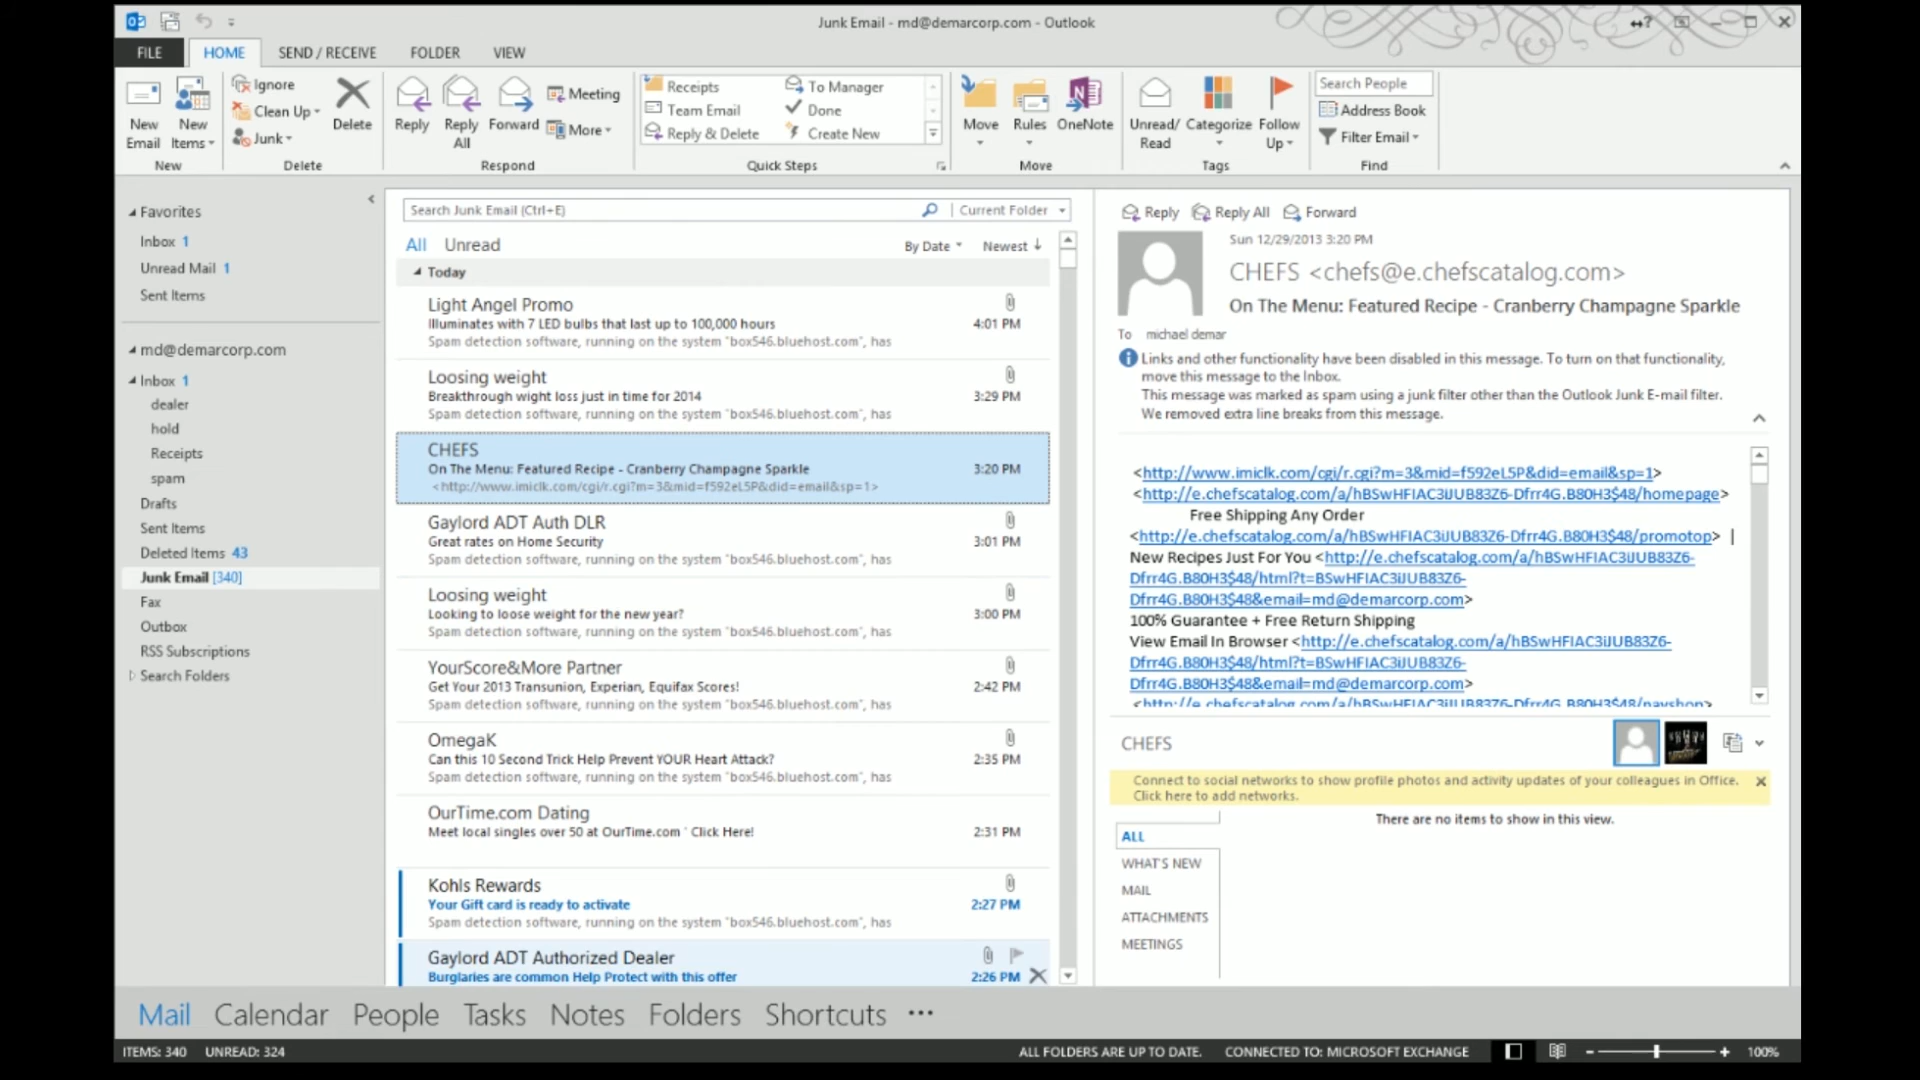 Junk Email - md@demarcorp.com - Outlook
FILE
HOME
SEND / RECEIVE
FOLDER
VIEW
New Email
New Items
New
Ignore
Clean Up
Junk
Delete
Delete
Reply
Reply All
Forward
Meeting
More
Respond
Receipts
Team Email
Reply & Delete
To Manager
Done
Create New
Quick Steps
Move
Rules
OneNote
Move
Unread/ Read
Categorize
Follow Up
Tags
Search People
Address Book
Filter Email
Find
Favorites
Inbox 1
Unread Mail 1
Sent Items
md@demarcorp.com
Inbox 1
dealer
hold
Receipts
spam
Drafts
Sent Items
Deleted Items 43
Junk Email [340]
Fax
Outbox
RSS Subscriptions
Search Folders
Search Junk Email (Ctrl+E)
Current Folder
All Unread
By Date Newest
Today
Light Angel Promo
Illuminates with 7 LED bulbs that last up to 100,000 hours 4:01 PM
Spam detection software, running on the system "box546.bluehost.com", has
Loosing weight
Breakthrough wight loss just in time for 2014 3:29 PM
Spam detection software, running on the system "box546.bluehost.com", has
CHEFS
On The Menu: Featured Recipe - Cranberry Champagne Sparkle 3:20 PM
<http://www.imiclk.com/cgi/r.cgi?m=3&mid=f592eL5P&did=email&sp=1>
Gaylord ADT Auth DLR
Great rates on Home Security 3:01 PM
Spam detection software, running on the system "box546.bluehost.com", has
Loosing weight
Looking to loose weight for the new year? 3:00 PM
Spam detection software, running on the system "box546.bluehost.com", has
YourScore&More Partner
Get Your 2013 Transunion, Experian, Equifax Scores! 2:42 PM
Spam detection software, running on the system "box546.bluehost.com", has
OmegaK
Can this 10 Second Trick Help Prevent YOUR Heart Attack? 2:35 PM
Spam detection software, running on the system "box546.bluehost.com", has
OurTime.com Dating
Meet local singles over 50 at OurTime.com ' Click Here! 2:31 PM
Kohls Rewards
Your Gift card is ready to activate 2:27 PM
Spam detection software, running on the system "box546.bluehost.com", has
Gaylord ADT Authorized Dealer
Burglaries are common Help Protect with this offer 2:26 PM
Reply Reply All Forward
Sun 12/29/2013 3:20 PM
CHEFS <chefs@e.chefscatalog.com>
On The Menu: Featured Recipe - Cranberry Champagne Sparkle
To michael demar
Links and other functionality have been disabled in this message. To turn on that functionality,
move this message to the Inbox.
This message was marked as spam using a junk filter other than the Outlook Junk E-mail filter.
We removed extra line breaks from this message.
<http://www.imiclk.com/cgi/r.cgi?m=3&mid=f592eL5P&did=email&sp=1>
<http://e.chefscatalog.com/a/hBSwHFIAC3iJUB83Z6-Dfrr4G.B80H3$48/homepage>
Free Shipping Any Order
<http://e.chefscatalog.com/a/hBSwHFIAC3iJUB83Z6-Dfrr4G.B80H3$48/promotop> |
New Recipes Just For You <http://e.chefscatalog.com/a/hBSwHFIAC3iJUB83Z6-
Dfrr4G.B80H3$48/html?t=BSwHFIAC3iJUB83Z6-
Dfrr4G.B80H3$48&email=md@demarcorp.com>
100% Guarantee + Free Return Shipping
View Email In Browser <http://e.chefscatalog.com/a/hBSwHFIAC3iJUB83Z6-
Dfrr4G.B80H3$48/html?t=BSwHFIAC3iJUB83Z6-
Dfrr4G.B80H3$48&email=md@demarcorp.com>
<http://e.chefscatalog.com/a/hBSwHFIAC3iJUB83Z6-Dfrr4G.B80H3$48/navshop>
CHEFS
Connect to social networks to show profile photos and activity updates of your colleagues in Office.
Click here to add networks.
There are no items to show in this view.
ALL
WHAT'S NEW
MAIL
ATTACHMENTS
MEETINGS
Mail Calendar People Tasks Notes Folders Shortcuts •••
ITEMS: 340 UNREAD: 324
ALL FOLDERS ARE UP TO DATE. CONNECTED TO: MICROSOFT EXCHANGE
100%